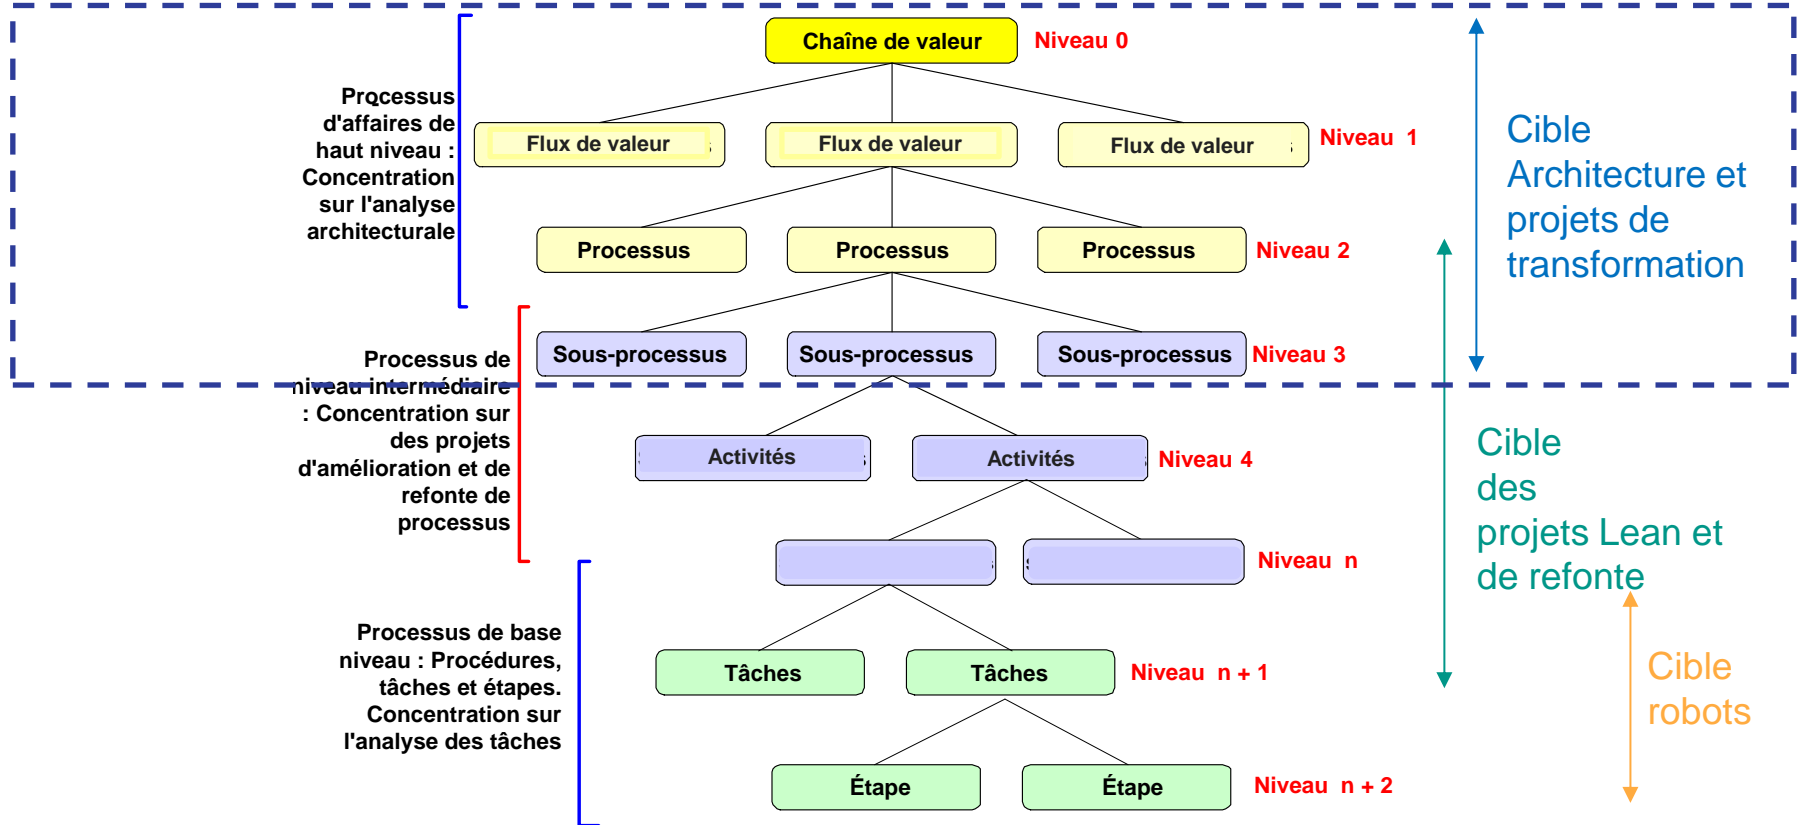 Chaîne de valeur
Niveau 0
Processus
d'affaires de
haut niveau :
Concentration
sur l'analyse
architecturale
Flux de valeur
Flux de valeur
Flux de valeur
Niveau 1
Cible
Architecture et
projets de
transformation
Processus
Processus
Processus
Niveau 2
Sous-processus
Sous-processus
Sous-processus
Niveau 3
Processus de
niveau intermédiaire
: Concentration sur
des projets
d'amélioration et de
refonte de
processus
Activités
Activités
Niveau 4
Cible
des
projets Lean et
de refonte
Niveau n
Processus de base
niveau : Procédures,
tâches et étapes.
Concentration sur
l'analyse des tâches
Tâches
Tâches
Niveau n + 1
Cible
robots
Étape
Étape
Niveau n + 2